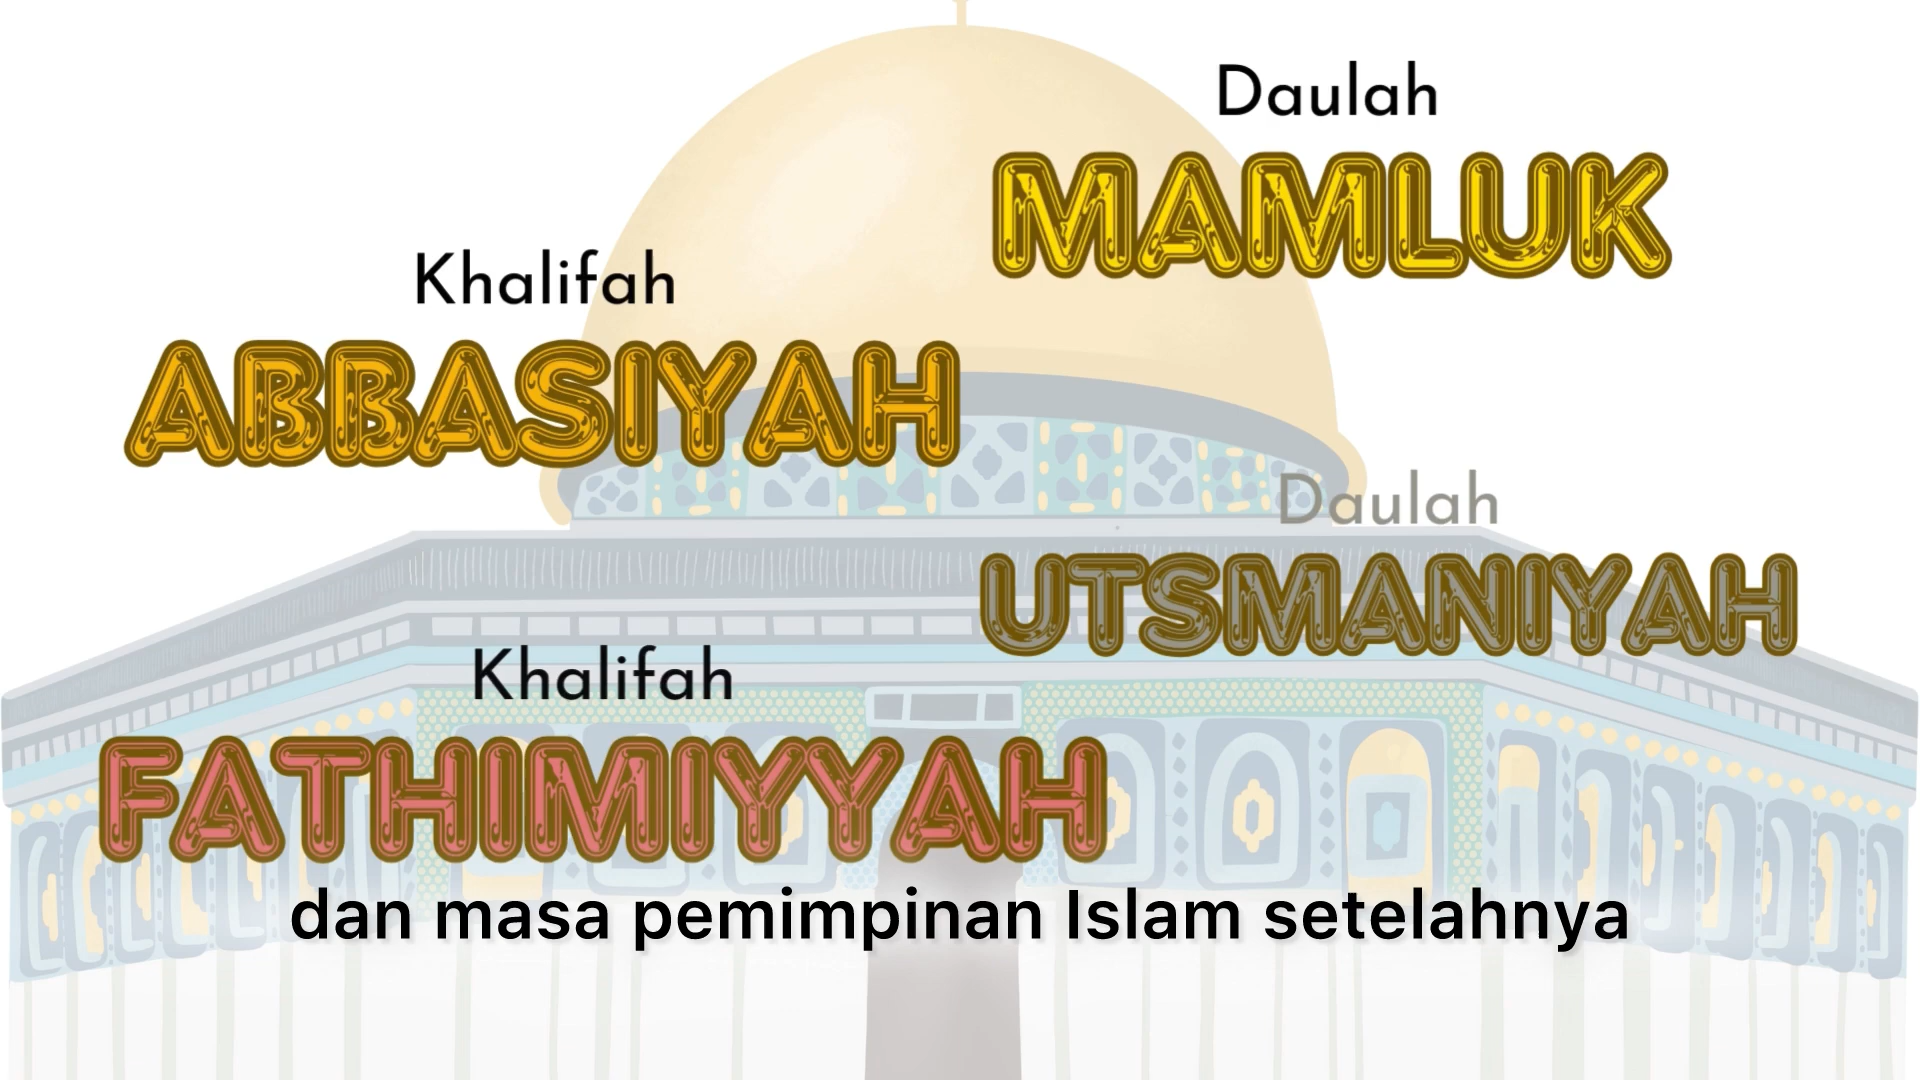 Daulah
MAMLUK
Khalifah
ABBASIYAH
Daulah
UTSMANIYAH
Khalifah
FATHIMIYYAH
dan masa pemimpinan Islam setelahnya